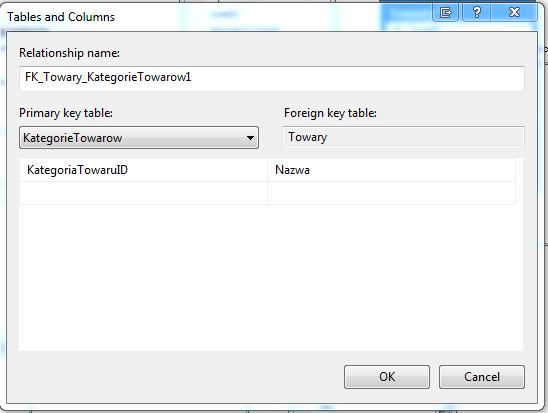 Tables and Columns
Relationship name:
FK_Towary_KategorieTowarow1
Primary key table:
Foreign key table:
KategorieTowarow
Towary
KategoriaTowaruID
Nazwa
OK
Cancel